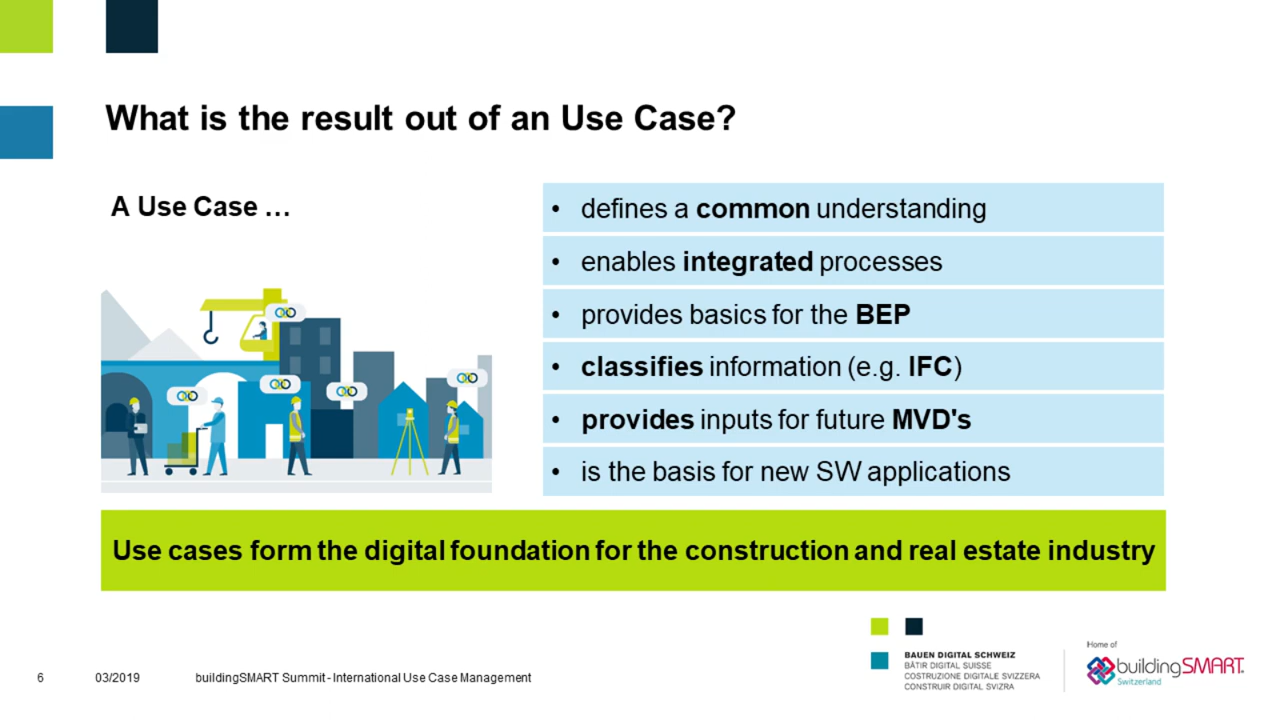 What is the result out of an Use Case?
A Use Case …
• defines a common understanding
• enables integrated processes
• provides basics for the BEP
• classifies information (e.g. IFC)
• provides inputs for future MVD's
• is the basis for new SW applications
Use cases form the digital foundation for the construction and real estate industry
BAUEN DIGITAL SCHWEIZ
BÂTIR DIGITAL SUISSE
COSTRUZIONE DIGITALE SVIZZERA
CONSTRUIR DIGITAL SVIZRA
Home of
buildingSMART
Switzerland
6 03/2019 buildingSMART Summit - International Use Case Management